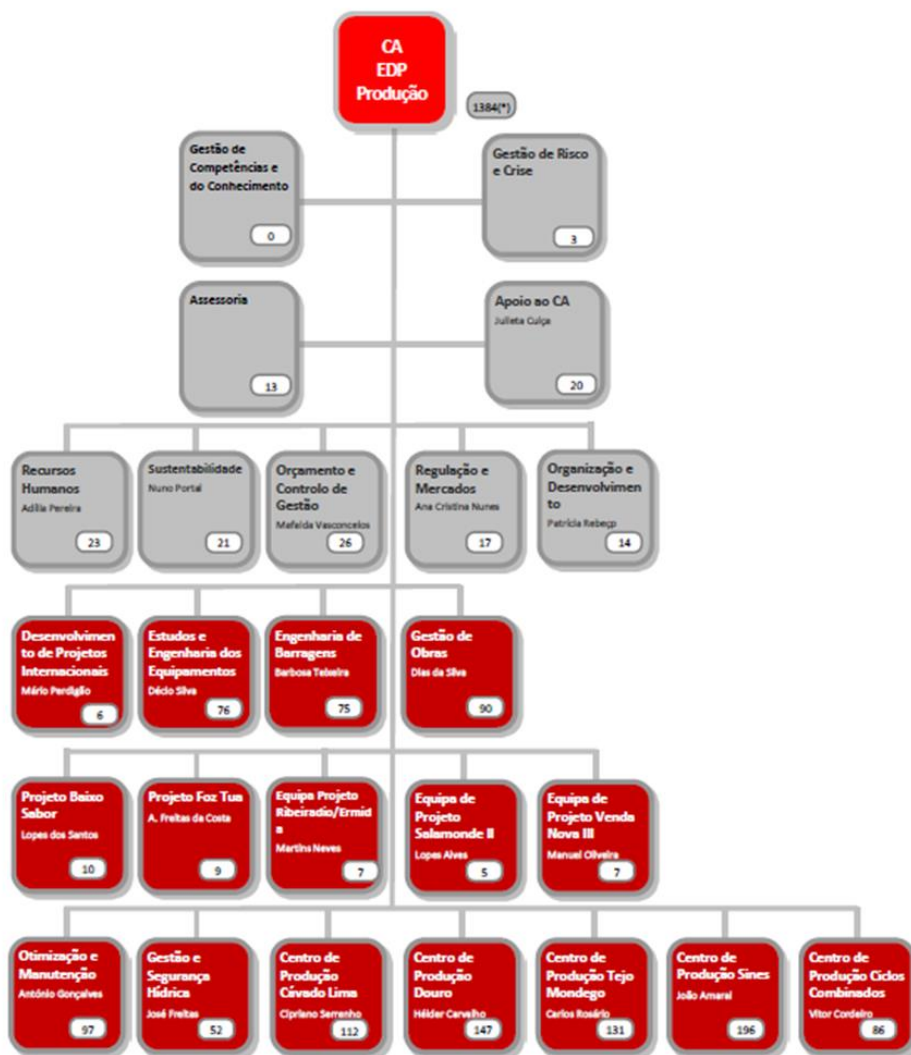 CA
EDP
Produção
1384(*)
Gestão de
Competências e
do Conhecimento
0
Gestão de Risco
e Crise
3
Assessoria
13
Apoio ao CA
Julieta Culça
20
Recursos
Humanos
Adília Pereira
23
Sustentabilidade
Nuno Portal
21
Orçamento e
Controlo de
Gestão
Mafalda Vasconcelos
26
Regulação e
Mercados
Ana Cristina Nunes
17
Organização e
Desenvolvimen
to
Patrícia
14
Desenvolvimen
to de Projetos
Internacionais
Mário Perdigão
6
Estudos e
Engenharia dos
Equipamentos
Décio Silva
76
Engenharia de
Barragens
Barbosa Teixeira
75
Gestão de
Obras
Dias da Silva
90
Projeto Baixo
Sabor
Lopes dos Santos
10
Projeto Foz Tua
A. Freitas da Costa
9
Equipa Projeto
Ribeiradio/Ermid
a
Martins Neves
7
Equipa de
Projeto
Salamonde II
Lopes Alves
5
Equipa de
Projeto Venda
Nova III
Manuel Oliveira
7
Otimização e
Manutenção
António Gonçalves
97
Gestão e
Segurança
Hídrica
José Freitas
52
Centro de
Produção
Cávado Lima
Cipriano Serrenho
112
Centro de
Produção
Douro
Hélder Carvalho
147
Centro de
Produção Tejo
Mondego
Carlos Rosário
131
Centro de
Produção Sines
João Amaral
196
Centro de
Produção Ciclos
Combinados
Vitor Cordeiro
86